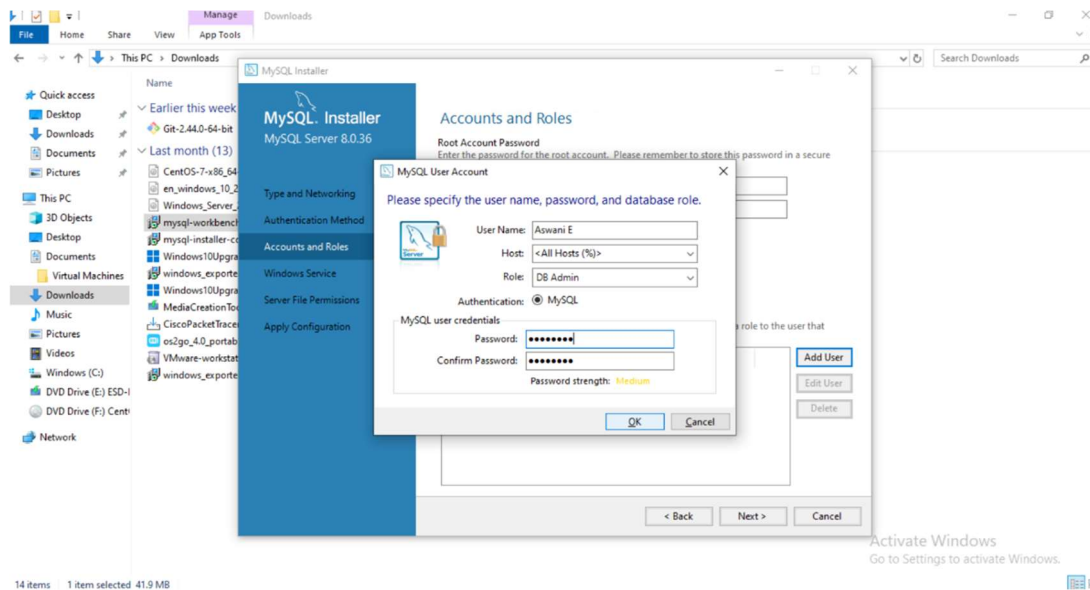 Manage
Downloads
File
Home
Share
View
App Tools
This PC > Downloads
Search Downloads
Name
Quick access
Desktop
Downloads
Documents
Pictures
This PC
3D Objects
Desktop
Documents
Virtual Machines
Downloads
Music
Pictures
Videos
Windows (C:)
DVD Drive (E:) ESD-I
DVD Drive (F:) Cent
Network
Earlier this week
Git-2.44.0-64-bit
Last month (13)
CentOS-7-x86_64
en_windows_10_2
Windows_Server_
mysql-workbench
mysql-installer-co
Windows10Upgra
windows_exporte
Windows10Upgra
MediaCreationToo
CiscoPacketTracer
os2go_4.0_portab
VMware-workstat
windows_exporte
MySQL Installer
MySQL. Installer
MySQL Server 8.0.36
Type and Networking
Authentication Method
Accounts and Roles
Windows Service
Server File Permissions
Apply Configuration
Accounts and Roles
Root Account Password
Enter the password for the root account. Please remember to store this password in a secure
MySQL User Account
Please specify the user name, password, and database role.
User Name: Aswani E
Host: <All Hosts (%)>
Role: DB Admin
Authentication: MySQL
MySQL user credentials
Password: ••••••••
Confirm Password: ••••••••
Password strength: Medium
OK
Cancel
a role to the user that
Add User
Edit User
Delete
< Back
Next >
Cancel
Activate Windows
Go to Settings to activate Windows.
14 items 1 item selected 41.9 MB